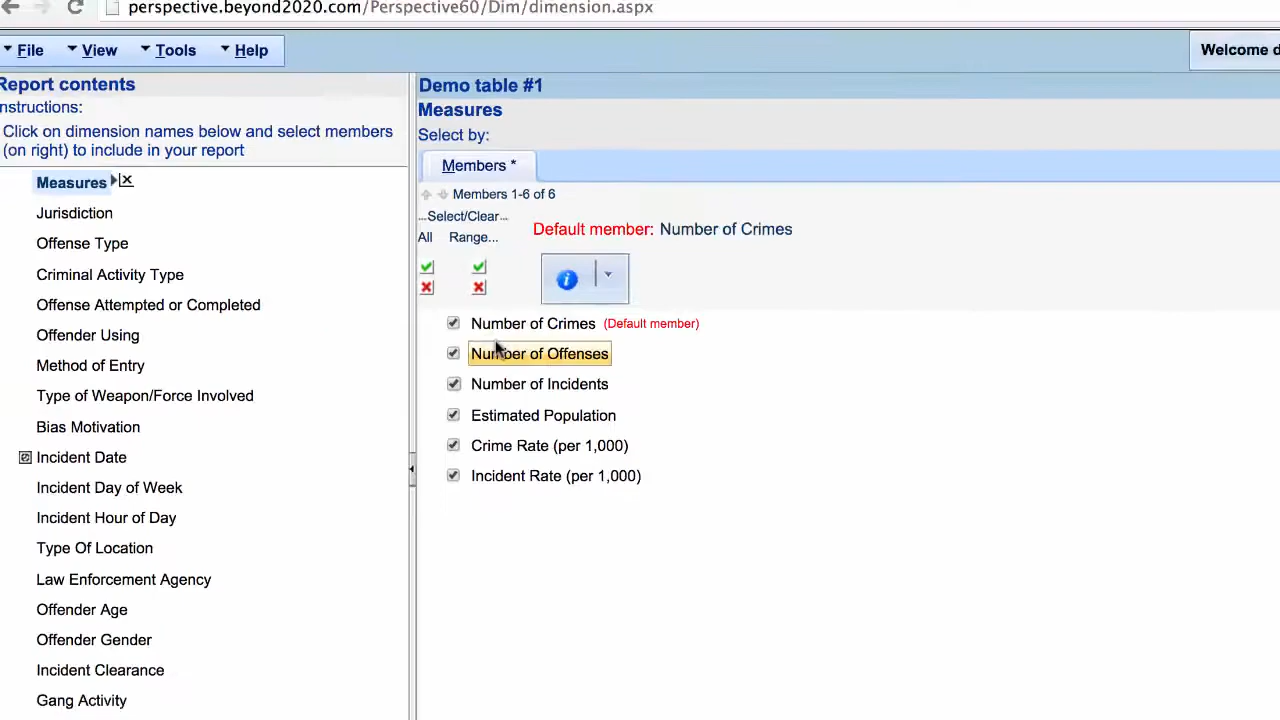 perspective.beyond2020.com/Perspective60/Dim/dimension.aspx
File View Tools Help
Welcome d
Report contents
nstructions:
Click on dimension names below and select members
(on right) to include in your report
Measures
Jurisdiction
Offense Type
Criminal Activity Type
Offense Attempted or Completed
Offender Using
Method of Entry
Type of Weapon/Force Involved
Bias Motivation
Incident Date
Incident Day of Week
Incident Hour of Day
Type Of Location
Law Enforcement Agency
Offender Age
Offender Gender
Incident Clearance
Gang Activity
Demo table #1
Measures
Select by:
Members *
Members 1-6 of 6
...Select/Clear...
All Range...
Default member: Number of Crimes
Number of Crimes (Default member)
Number of Offenses
Number of Incidents
Estimated Population
Crime Rate (per 1,000)
Incident Rate (per 1,000)